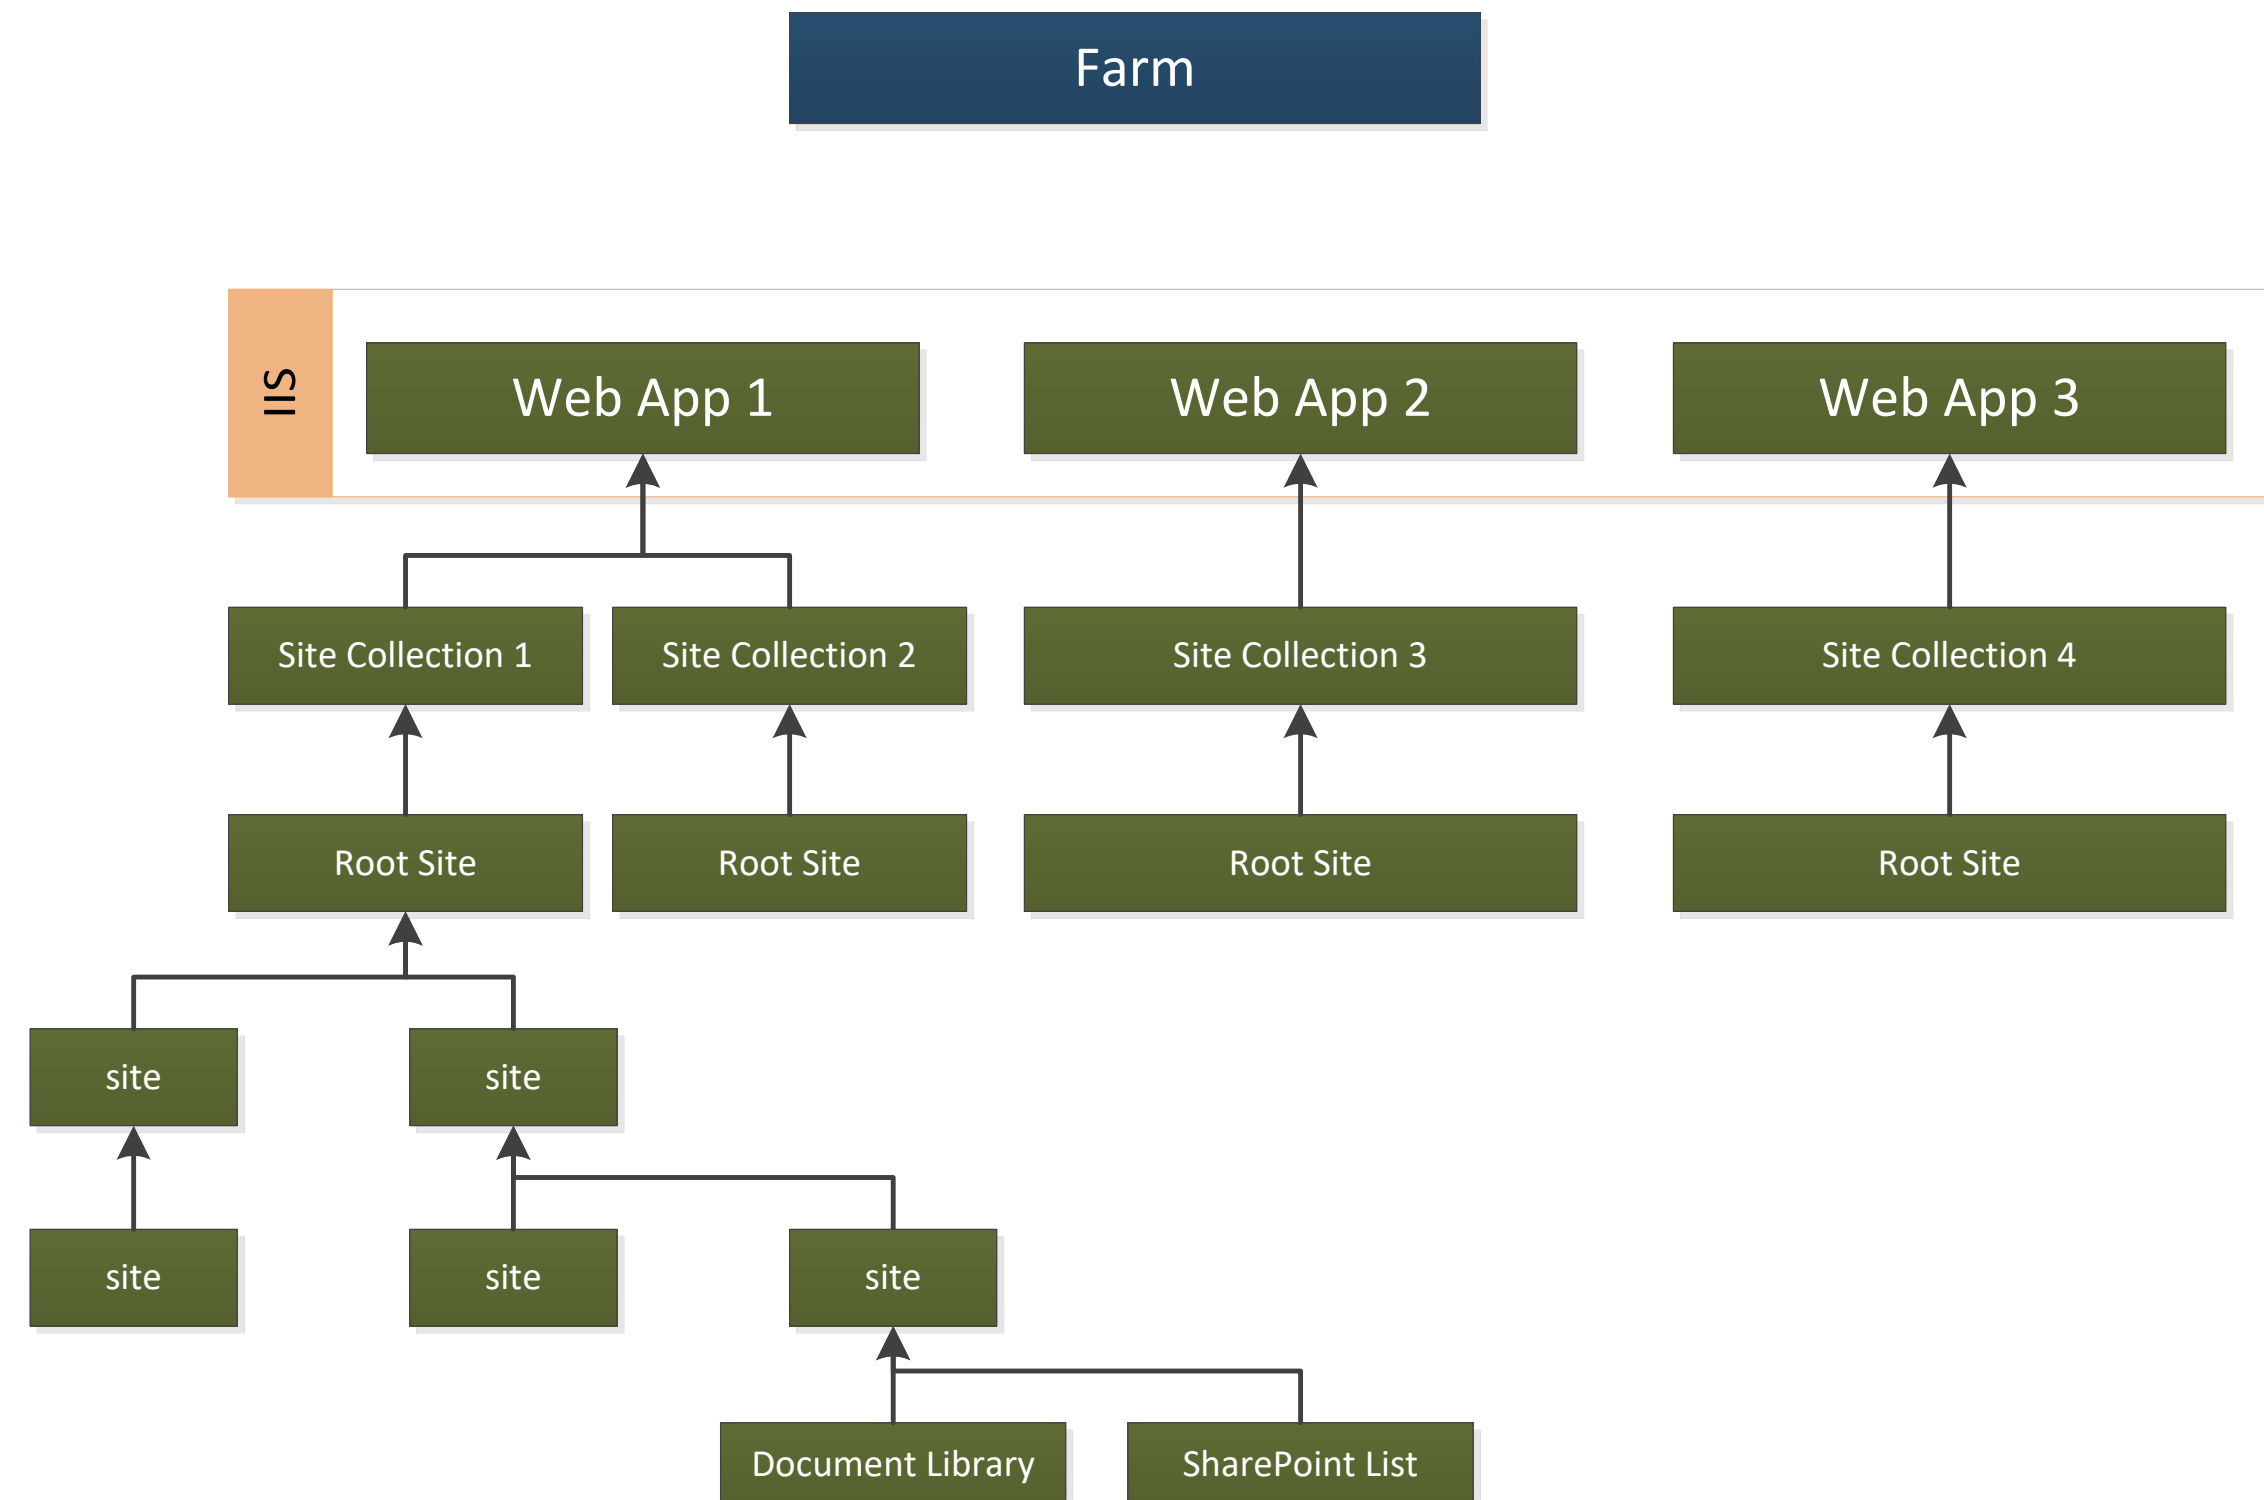 Farm
IIS
Web App 1
Web App 2
Web App 3
Site Collection 1
Site Collection 2
Site Collection 3
Site Collection 4
Root Site
Root Site
Root Site
Root Site
site
site
site
site
site
Document Library
SharePoint List